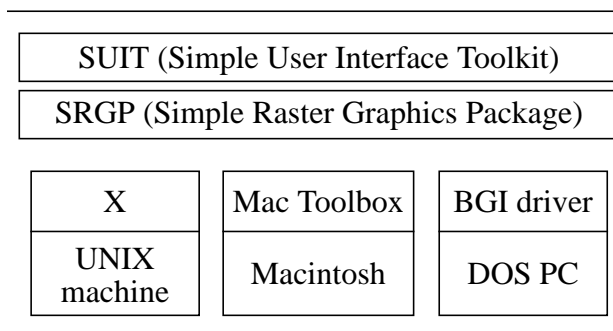 SUIT (Simple User Interface Toolkit)
SRGP (Simple Raster Graphics Package)
X
Mac Toolbox
BGI driver
UNIX
machine
Macintosh
DOS PC